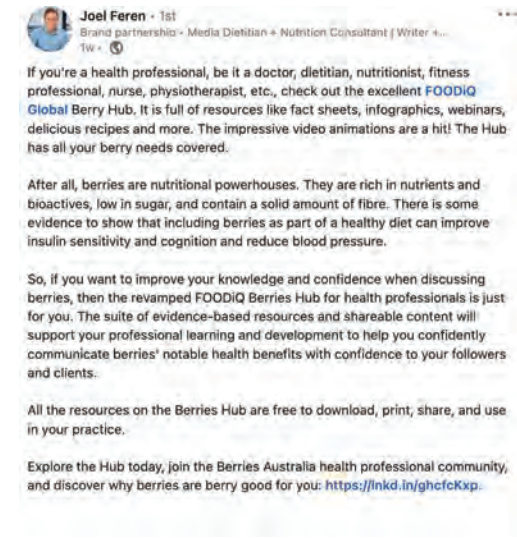 Joel Feren • 1st
Brand partnership • Media Dietitian + Nutrition Consultant | Writer +...
1w •
If you're a health professional, be it a doctor, dietitian, nutritionist, fitness
professional, nurse, physiotherapist, etc., check out the excellent FOODiQ
Global Berry Hub. It is full of resources like fact sheets, infographics, webinars,
delicious recipes and more. The impressive video animations are a hit! The Hub
has all your berry needs covered.
After all, berries are nutritional powerhouses. They are rich in nutrients and
bioactives, low in sugar, and contain a solid amount of fibre. There is some
evidence to show that including berries as part of a healthy diet can improve
insulin sensitivity and cognition and reduce blood pressure.
So, if you want to improve your knowledge and confidence when discussing
berries, then the revamped FOODiQ Berries Hub for health professionals is just
for you. The suite of evidence-based resources and shareable content will
support your professional learning and development to help you confidently
communicate berries' notable health benefits with confidence to your followers
and clients.
All the resources on the Berries Hub are free to download, print, share, and use
in your practice.
Explore the Hub today, join the Berries Australia health professional community,
and discover why berries are berry good for you: https://lnkd.in/ghcfcKxp.